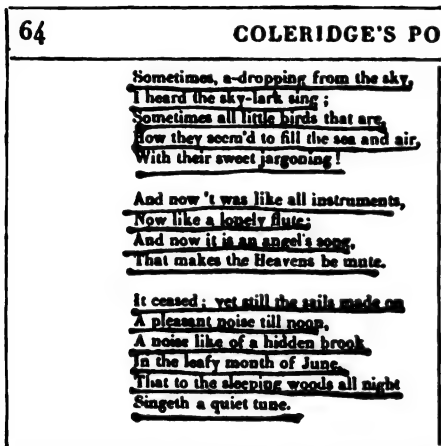 64 COLERIDGE'S PO
Sometimes, a-dropping from the sky,
I heard the sky-lark sing;
Sometimes all little birds that are,
How they seem'd to fill the sea and air,
With their sweet jargoning!
And now 't was like all instruments,
Now like a lonely flute;
And now it is an angel's song,
That makes the Heavens be mute.
It ceased; yet still the sails made on
A pleasant noise till noon,
A noise like of a hidden brook
In the leafy month of June,
That to the sleeping woods all night
Singeth a quiet tune.